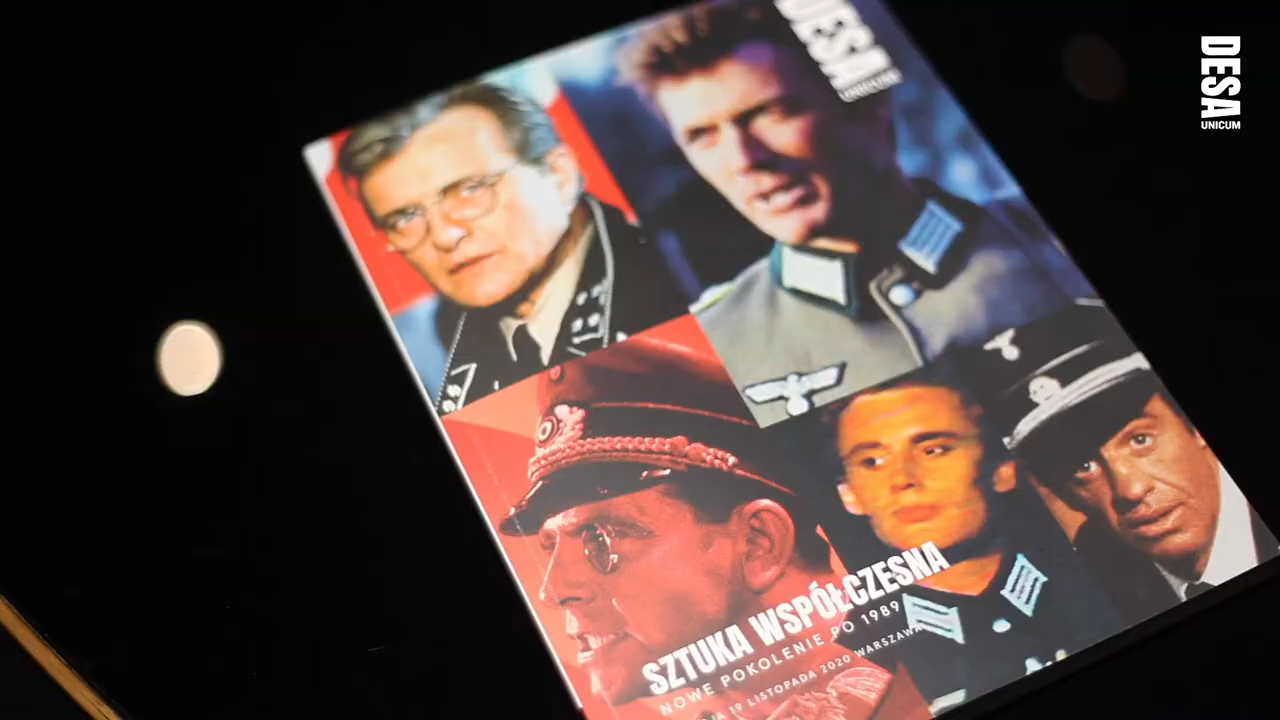 DESA
UNICUM
DESA
UNICUM
SZTUKA WSPÓŁCZESNA
NOWE POKOLENIE PO 1989
19 LISTOPADA 2020 WARSZAWA